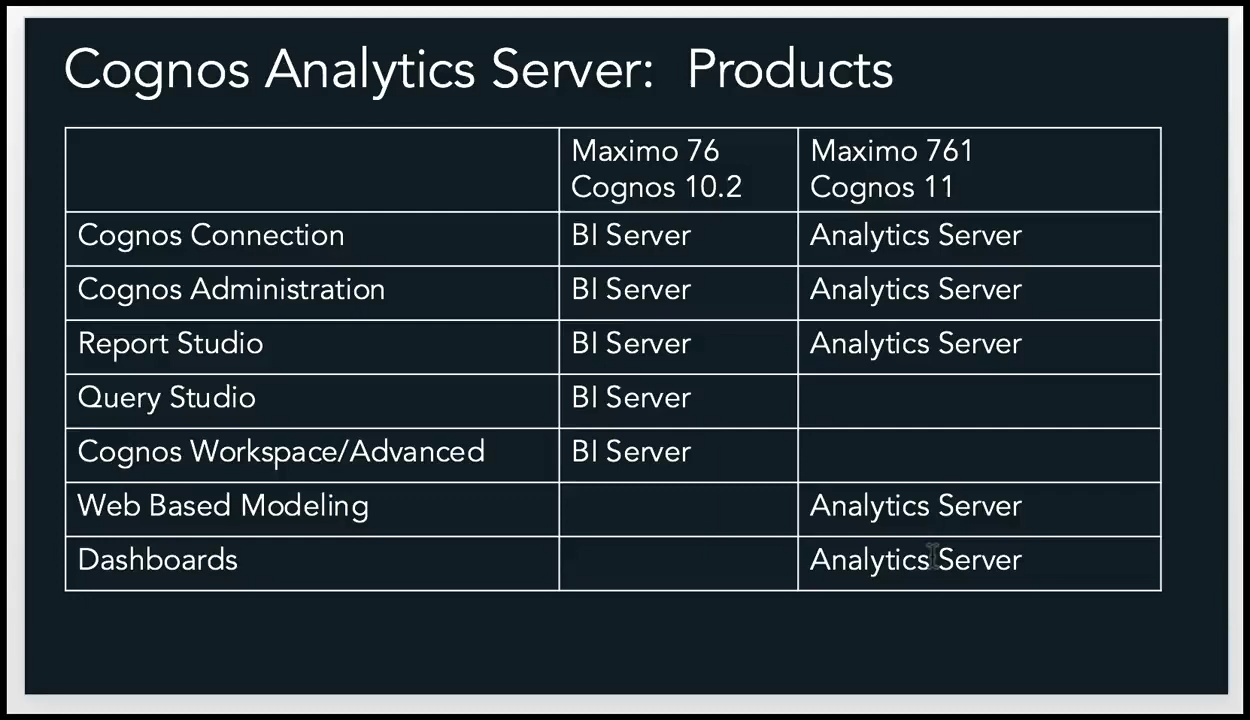 Cognos Analytics Server: Products
Maximo 76 Maximo 761
Cognos 10.2 Cognos 11
Cognos Connection BI Server Analytics Server
Cognos Administration BI Server Analytics Server
Report Studio BI Server Analytics Server
Query Studio BI Server
Cognos Workspace/Advanced BI Server
Web Based Modeling Analytics Server
Dashboards Analytics Server